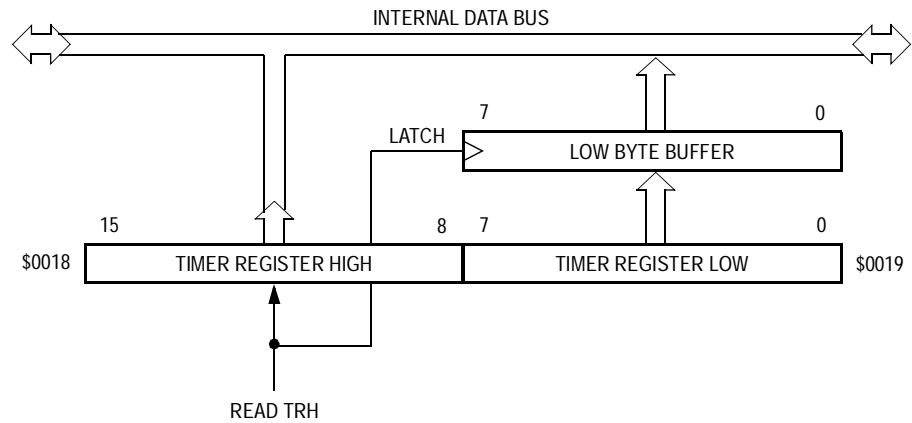 INTERNAL DATA BUS
7 0
LATCH
LOW BYTE BUFFER
15 8 7 0
$0018 TIMER REGISTER HIGH TIMER REGISTER LOW $0019
READ TRH